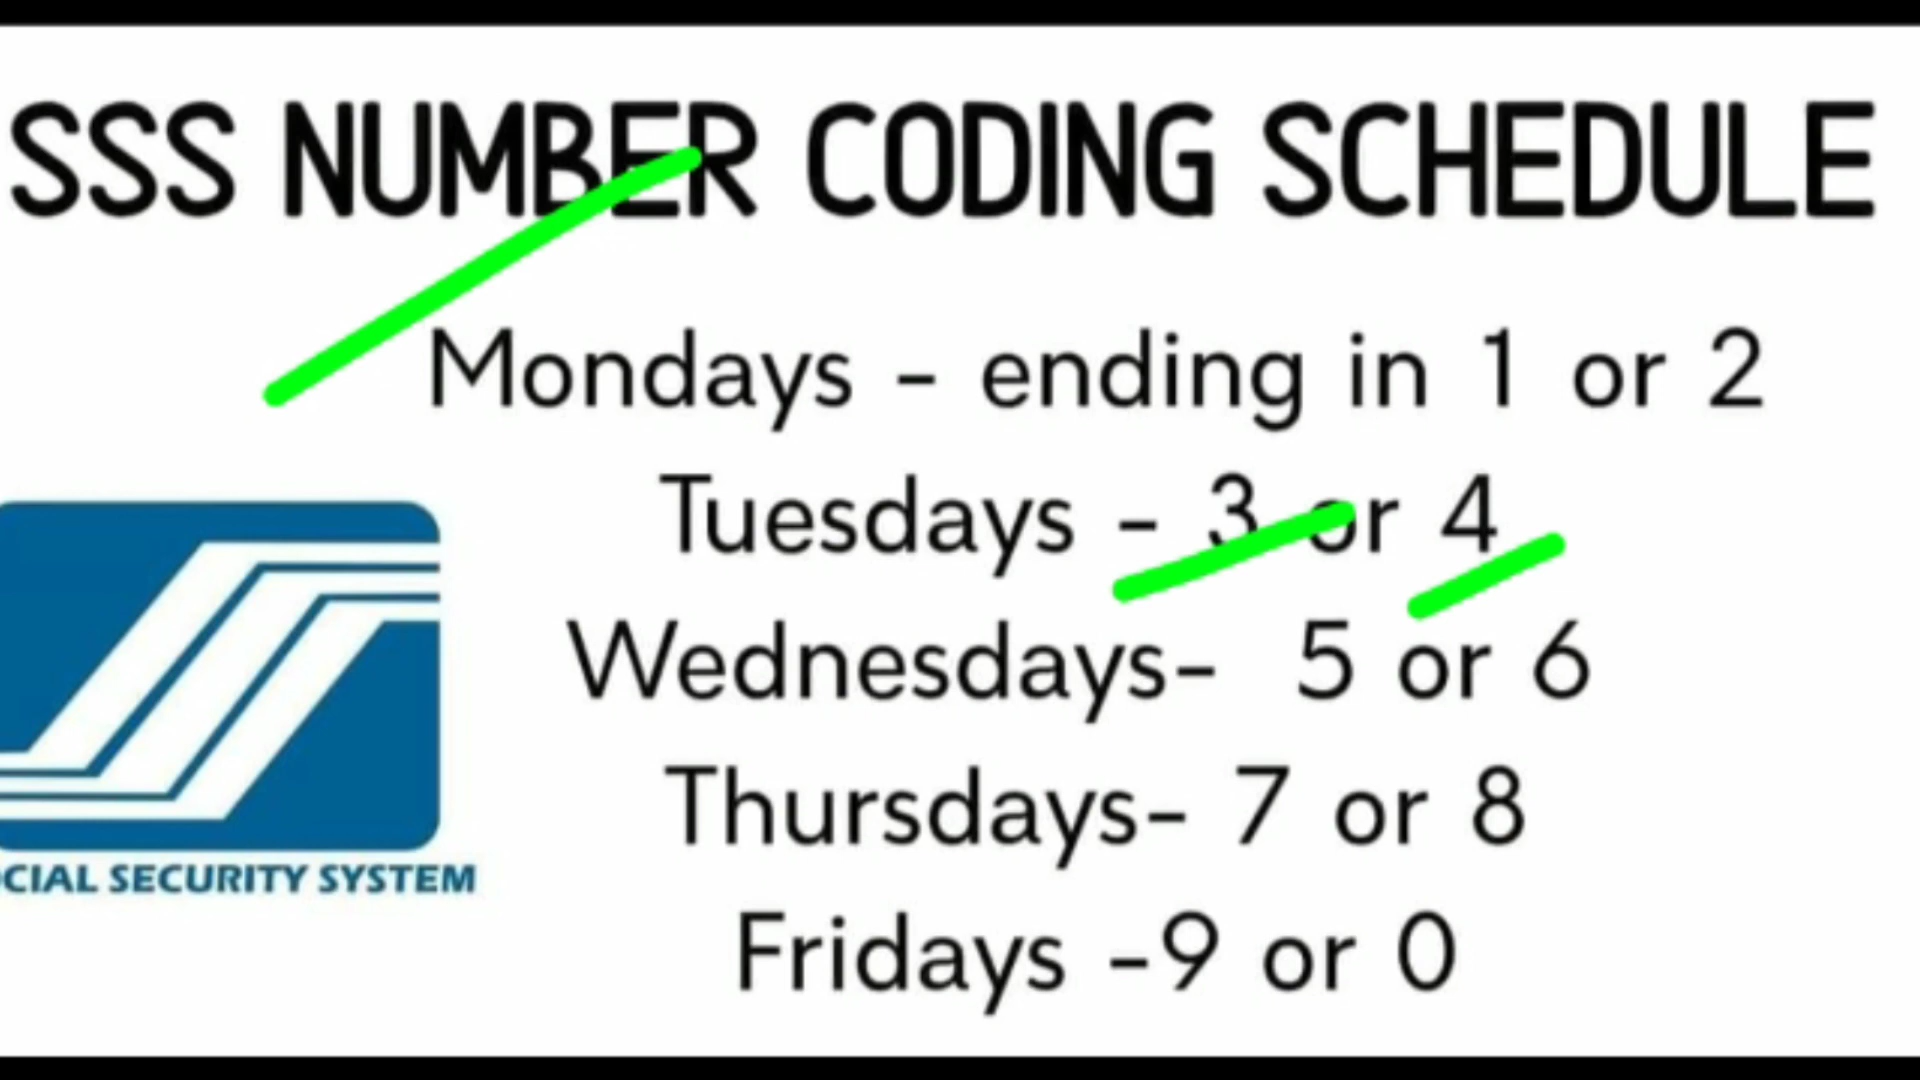 SSS NUMBER CODING SCHEDULE
Mondays - ending in 1 or 2
Tuesdays - 3 or 4
Wednesdays- 5 or 6
Thursdays- 7 or 8
Fridays -9 or 0
OCIAL SECURITY SYSTEM